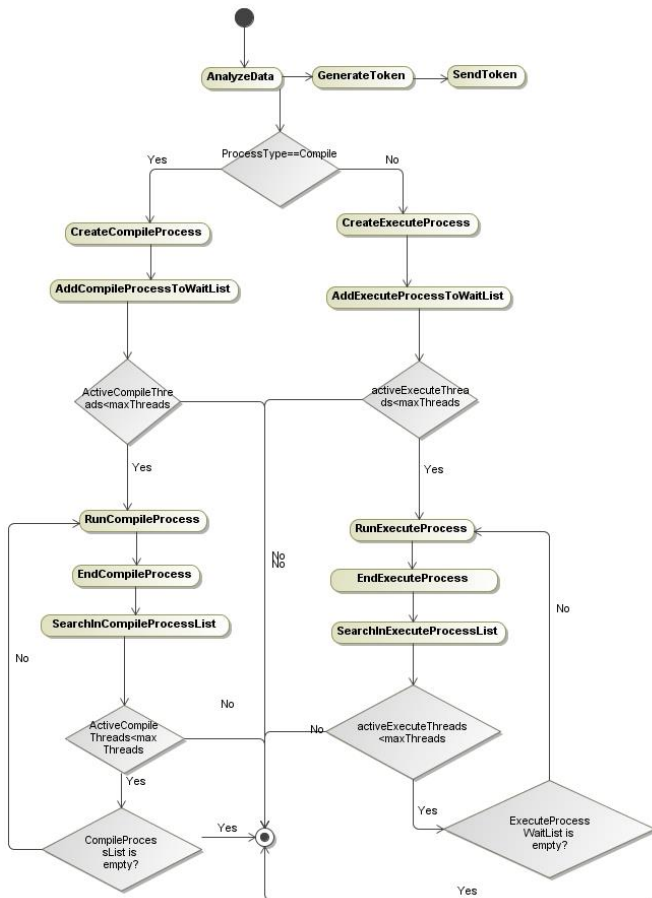 AnalyzeData
GenerateToken
SendToken
ProcessType==Compile
Yes
No
CreateCompileProcess
CreateExecuteProcess
AddCompileProcessToWaitList
AddExecuteProcessToWaitList
ActiveCompileThre
ads<maxThreads
activeExecuteThrea
ds<maxThreads
Yes
Yes
RunCompileProcess
RunExecuteProcess
No
No
EndCompileProcess
EndExecuteProcess
No
SearchInCompileProcessList
SearchInExecuteProcessList
No
No
No
ActiveCompile
Threads<max
Threads
activeExecuteThreads
<maxThreads
Yes
Yes
CompileProces
sList is
empty?
Yes
ExecuteProcess
WaitList is
empty?
Yes